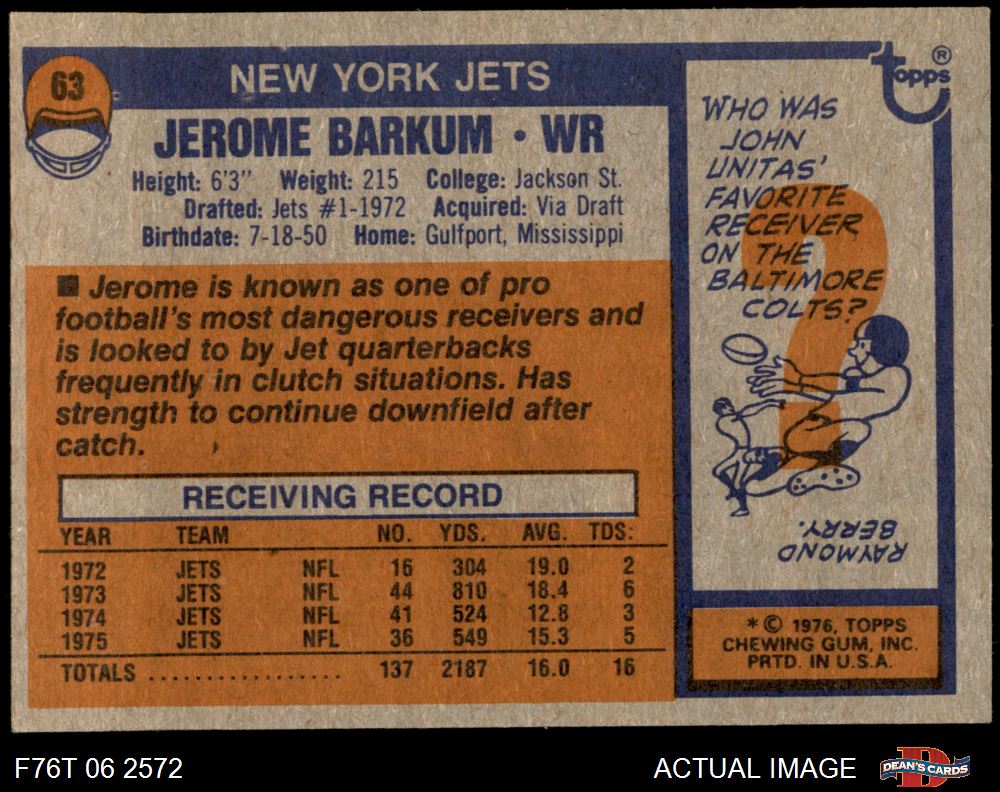 63
NEW YORK JETS
JEROME BARKUM • WR
Height: 6'3" Weight: 215 College: Jackson St.
Drafted: Jets #1-1972 Acquired: Via Draft
Birthdate: 7-18-50 Home: Gulfport, Mississippi
■ Jerome is known as one of pro
football's most dangerous receivers and
is looked to by Jet quarterbacks
frequently in clutch situations. Has
strength to continue downfield after
catch.
RECEIVING RECORD
YEAR TEAM NO. YDS. AVG. TDS.
1972 JETS NFL 16 304 19.0 2
1973 JETS NFL 44 810 18.4 6
1974 JETS NFL 41 524 12.8 3
1975 JETS NFL 36 549 15.3 5
TOTALS ................. 137 2187 16.0 16
topps ®
WHO WAS
JOHN
UNITAS'
FAVORITE
RECEIVER
ON THE
BALTIMORE
COLTS?
?
RAYMOND
BERRY.
* © 1976, TOPPS
CHEWING GUM, INC.
PRTD. IN U.S.A.
F76T 06 2572
ACTUAL IMAGE
D
DEAN'S CARDS